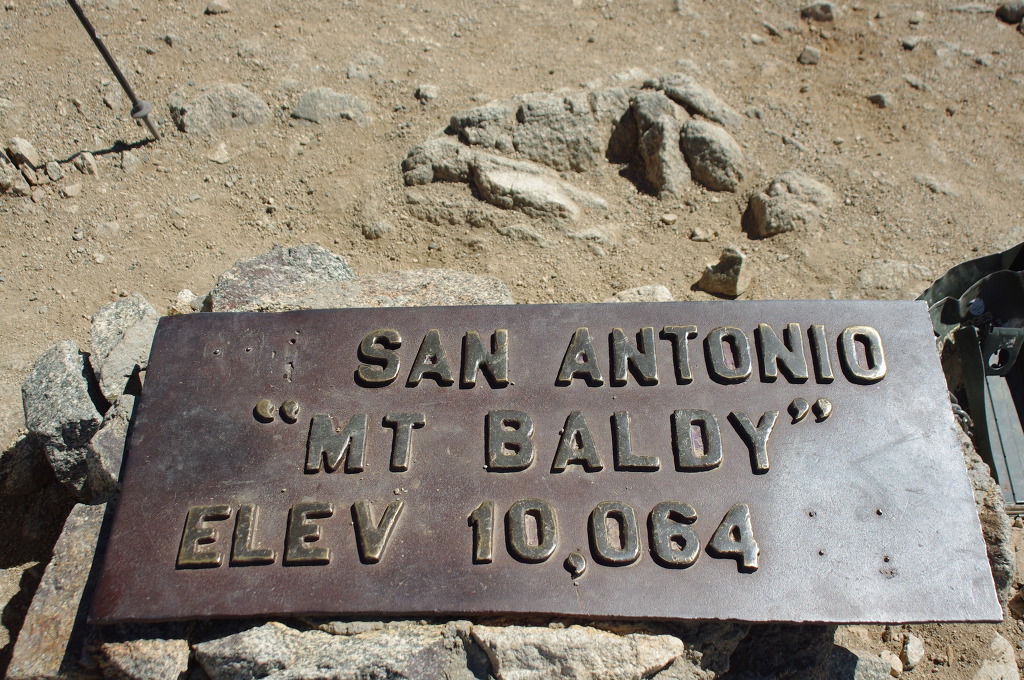 SAN ANTONIO
“MT BALDY”
ELEV 10,064